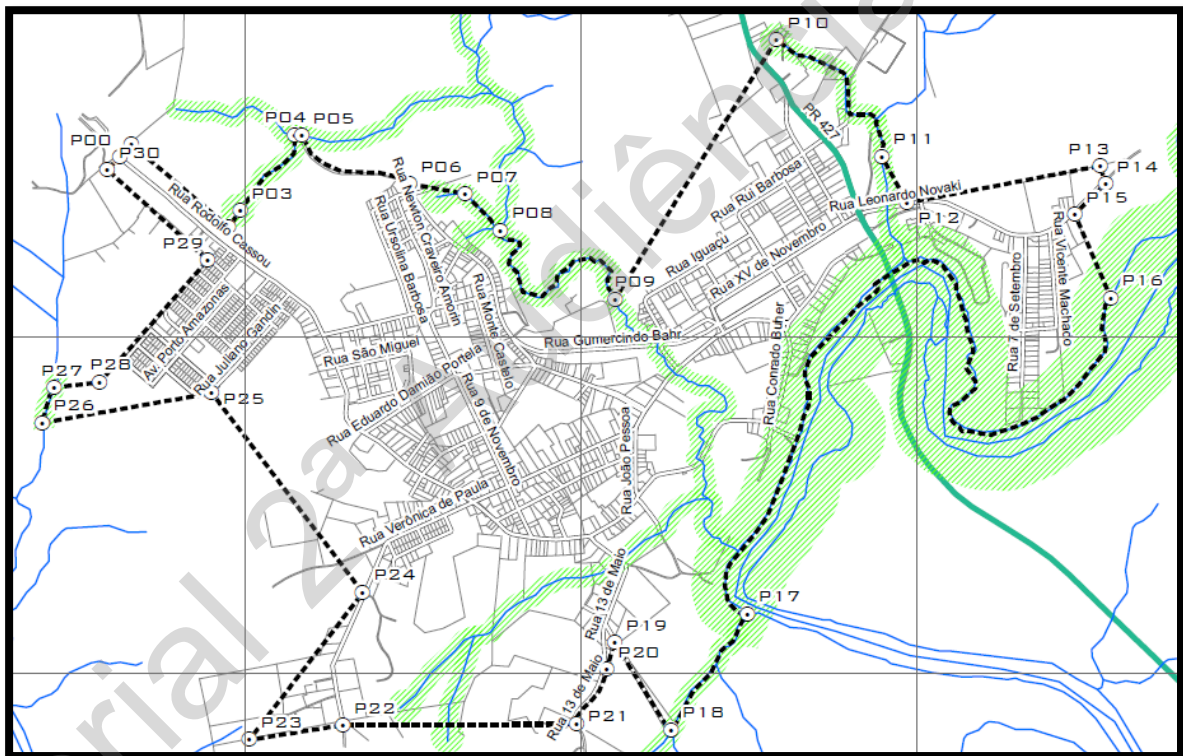 P10
P04
P05
P00
P30
PR 427
P11
P13
P14
P03
P06
P07
P15
Rua Rui Barbosa
Rua Leonardo Novaki
P08
P12
Rua Rodolfo Cassou
Rua Newton Craveiro Amorin
Rua Ursolina Barbosa
P29
Rua Iguaçu
Rua XV de Novembro
Rua Vicente Machado
Rua 7 de Setembro
P09
P16
Av. Porto Amazonas
Rua Juliano Gandin
Rua Monte Castelo
Rua Gumercindo Bahr
Rua São Miguel
Rua Conrado Buher
P28
P27
Rua Eduardo Damião Portela
Rua 9 de Novembro
P25
P26
Rua João Pessoa
Rua Verônica de Paula
P24
Rua 13 de Maio
P17
P19
P20
Rua 13 de Maio
P18
P21
P22
P23
rial 2ª Audiência